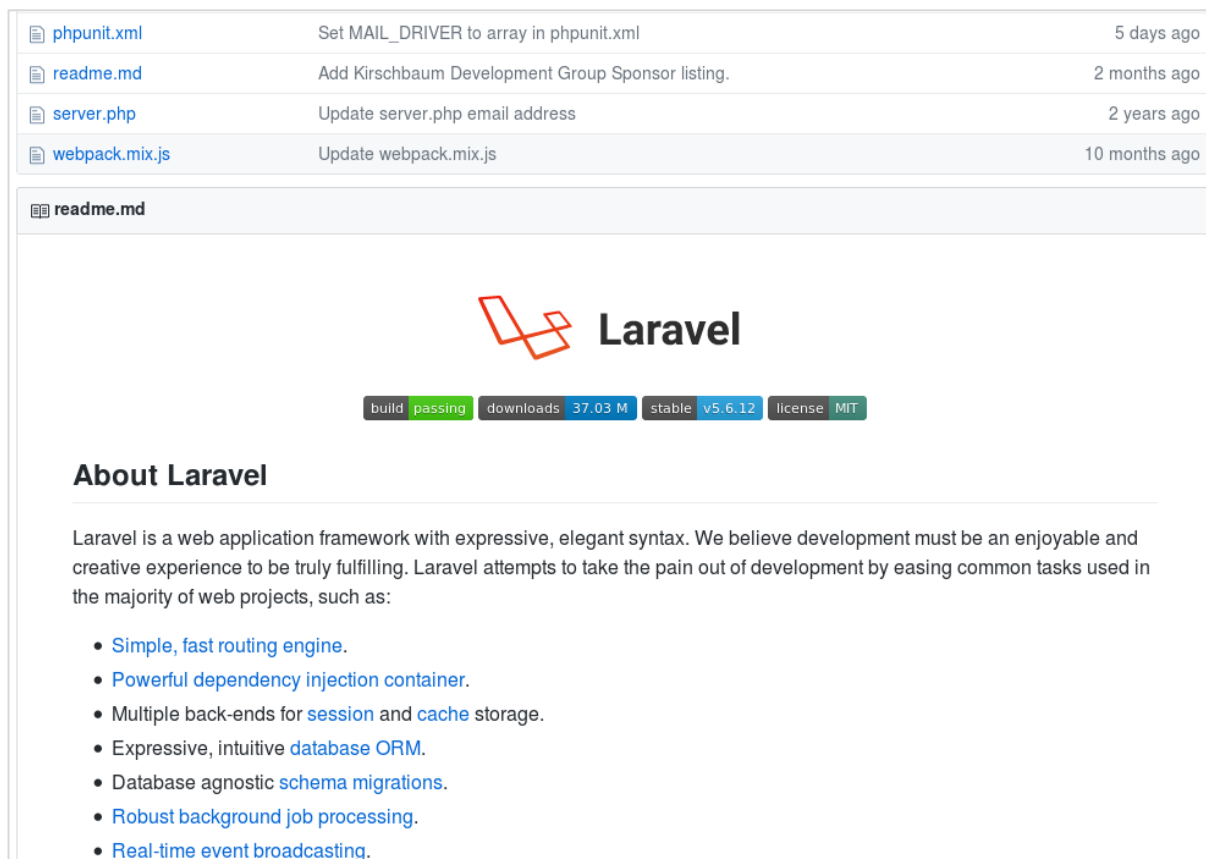 phpunit.xml Set MAIL_DRIVER to array in phpunit.xml 5 days ago
readme.md Add Kirschbaum Development Group Sponsor listing. 2 months ago
server.php Update server.php email address 2 years ago
webpack.mix.js Update webpack.mix.js 10 months ago
readme.md
Laravel
build passing downloads 37.03 M stable v5.6.12 license MIT
About Laravel
Laravel is a web application framework with expressive, elegant syntax. We believe development must be an enjoyable and
creative experience to be truly fulfilling. Laravel attempts to take the pain out of development by easing common tasks used in
the majority of web projects, such as:
• Simple, fast routing engine.
• Powerful dependency injection container.
• Multiple back-ends for session and cache storage.
• Expressive, intuitive database ORM.
• Database agnostic schema migrations.
• Robust background job processing.
• Real-time event broadcasting.